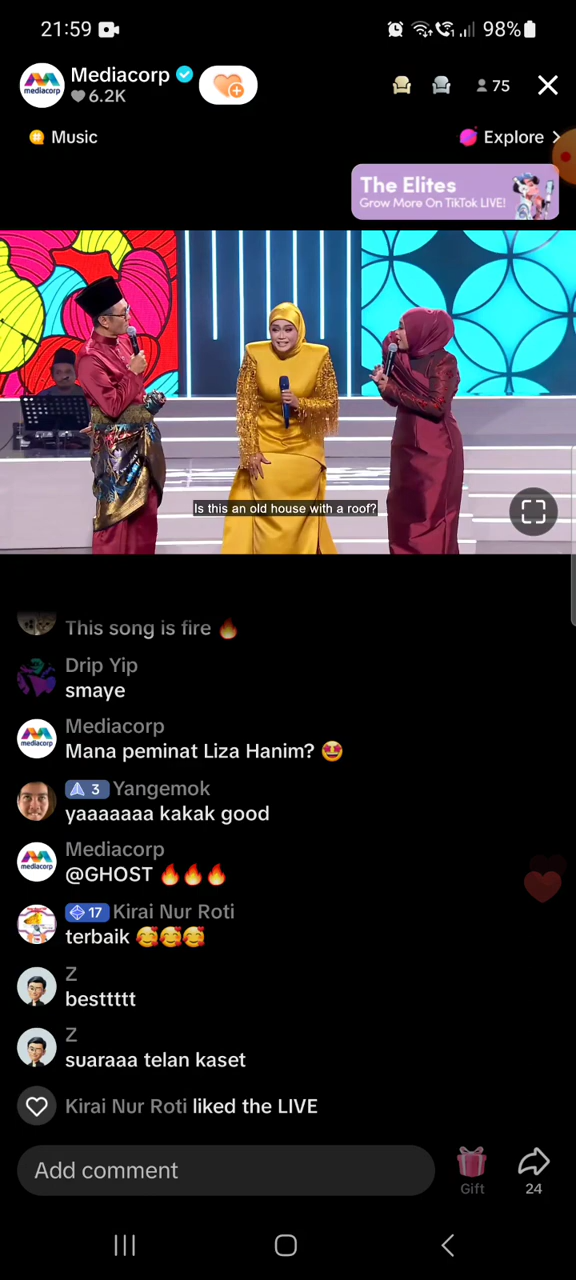 21:59
98%
Mediacorp
6.2K
75
Music
Explore
The Elites
Grow More On TikTok LIVE!
Is this an old house with a roof?
This song is fire 🔥
Drip Yip
smaye
mediacorp
Mediacorp
Mana peminat Liza Hanim? 🤩
3 Yangemok
yaaaaaaa kakak good
mediacorp
Mediacorp
@GHOST 🔥🔥🔥
17 Kirai Nur Roti
terbaik 🥰🥰🥰
Z
besttttt
Z
suaraaa telan kaset
Kirai Nur Roti liked the LIVE
Add comment
Gift
24